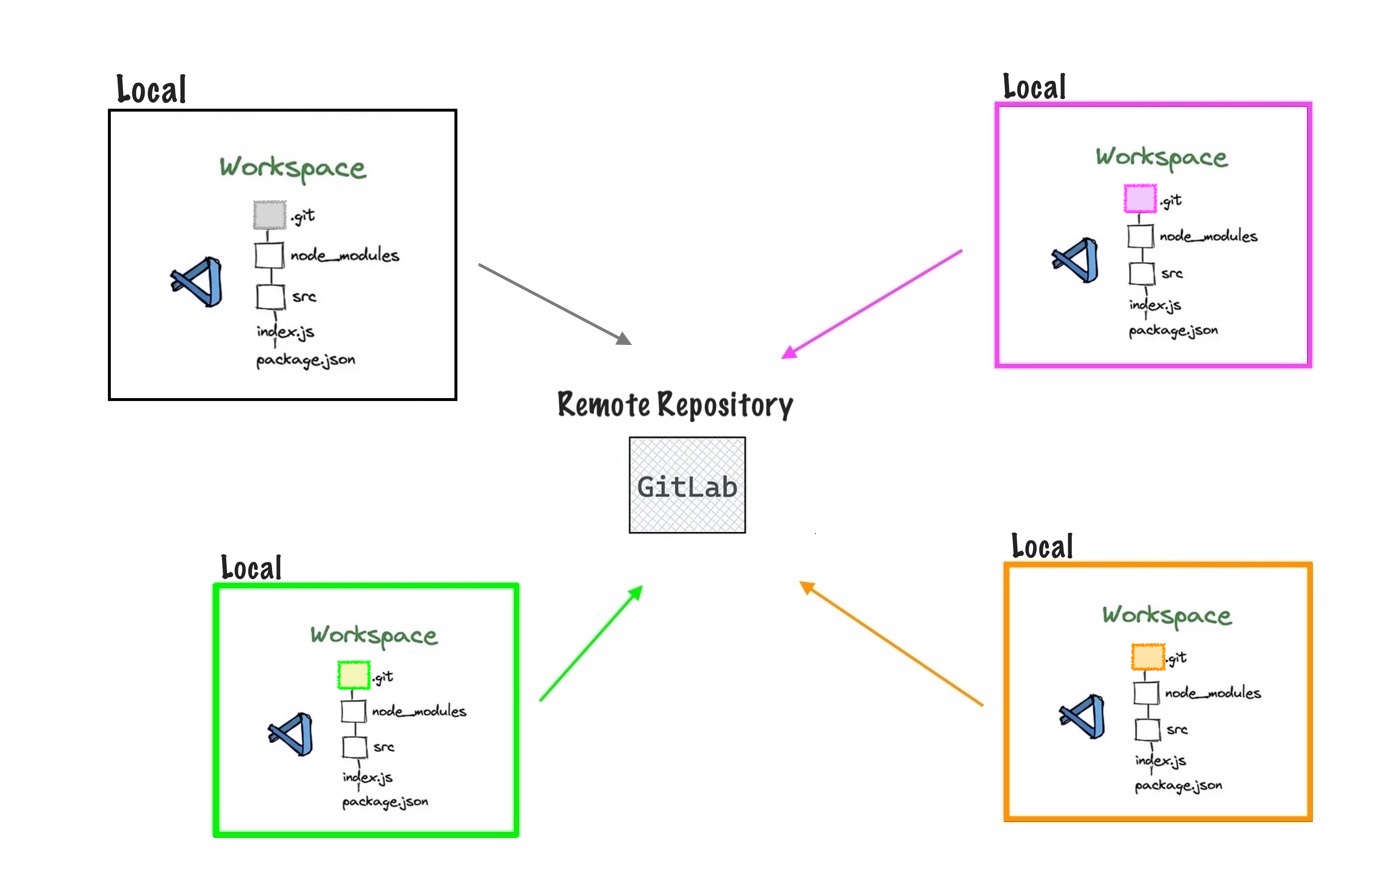 Local
Workspace
.git
node_modules
src
index.js
package.json
Local
Workspace
.git
node_modules
src
index.js
package.json
Remote Repository
GitLab
Local
Workspace
.git
node_modules
src
index.js
package.json
Local
Workspace
.git
node_modules
src
index.js
package.json